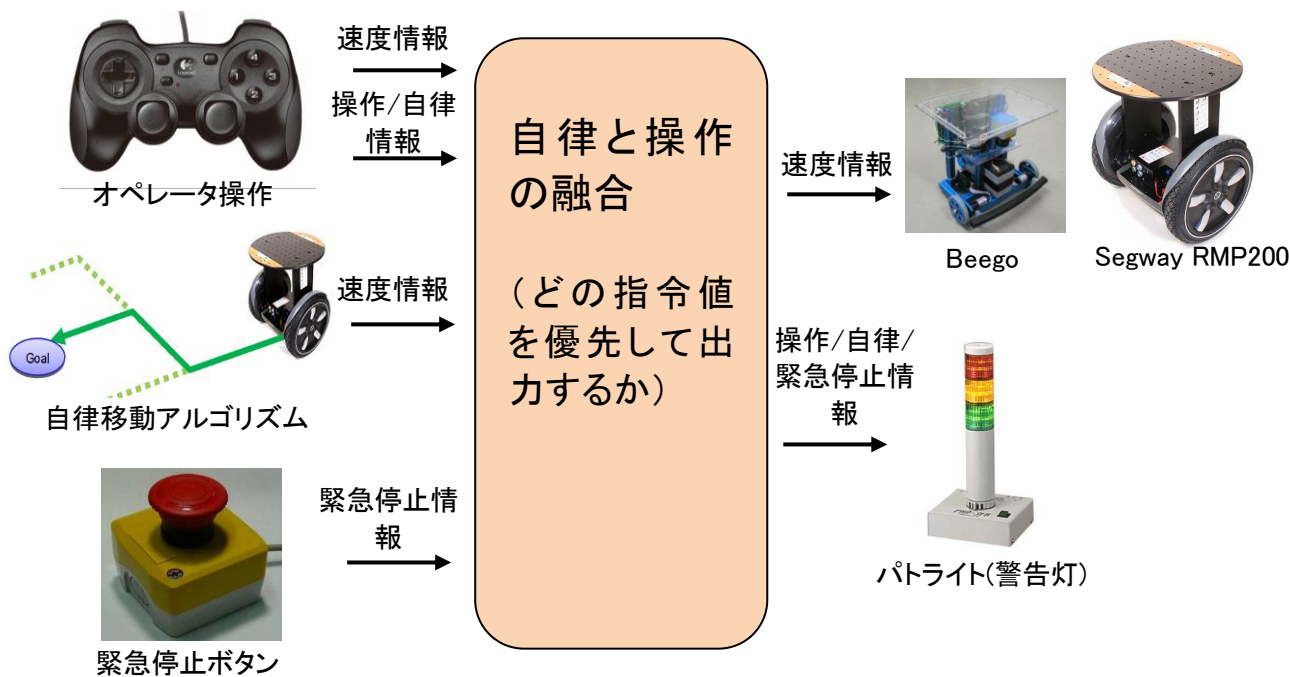 速度情報
操作/自律
情報
オペレータ操作
速度情報
Goal
自律移動アルゴリズム
緊急停止情
報
緊急停止ボタン
自律と操作
の融合
(どの指令値
を優先して出
力するか)
速度情報
Beego
Segway RMP200
操作/自律/
緊急停止情
報
パトライト(警告灯)